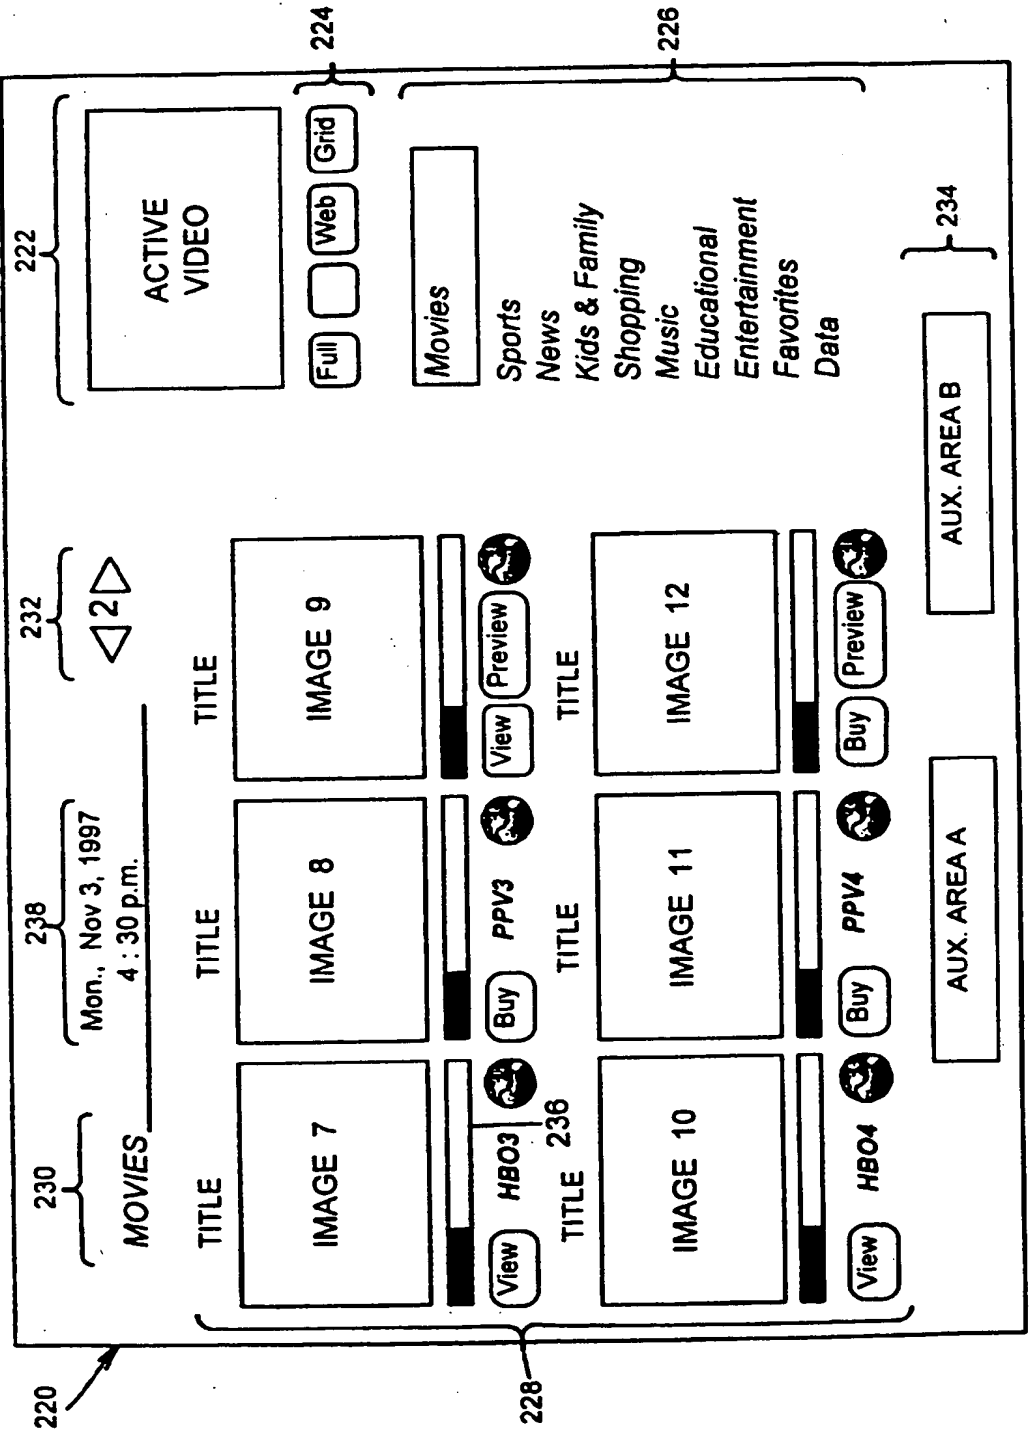 220
230
238
232
222
MOVIES
Mon., Nov 3, 1997
4 : 30 p.m.
2
ACTIVE
VIDEO
224
Full
Web
Grid
TITLE
TITLE
TITLE
IMAGE 7
IMAGE 8
IMAGE 9
View
HBO3
Buy
PPV3
View
Preview
236
228
TITLE
TITLE
TITLE
IMAGE 10
IMAGE 11
IMAGE 12
View
HBO4
Buy
PPV4
Buy
Preview
Movies
Sports
News
Kids & Family
Shopping
Music
Educational
Entertainment
Favorites
Data
226
AUX. AREA A
AUX. AREA B
234